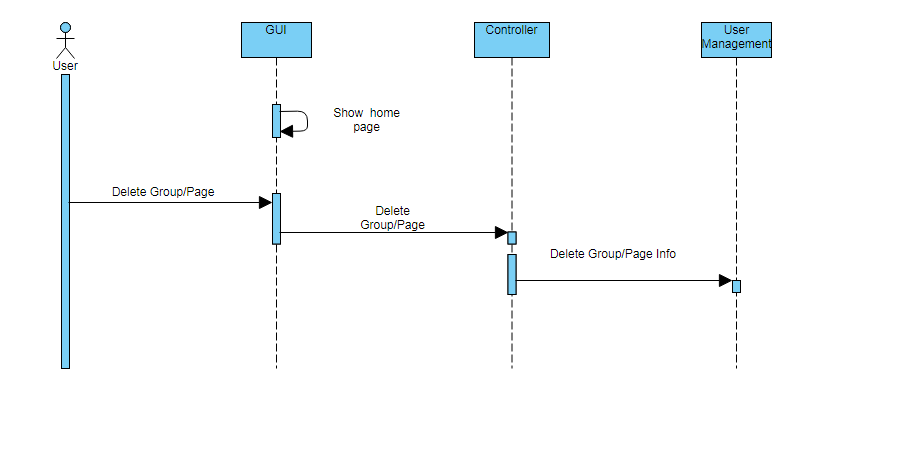 User
GUI
Controller
User
Management
Show home
page
Delete Group/Page
Delete
Group/Page
Delete Group/Page Info